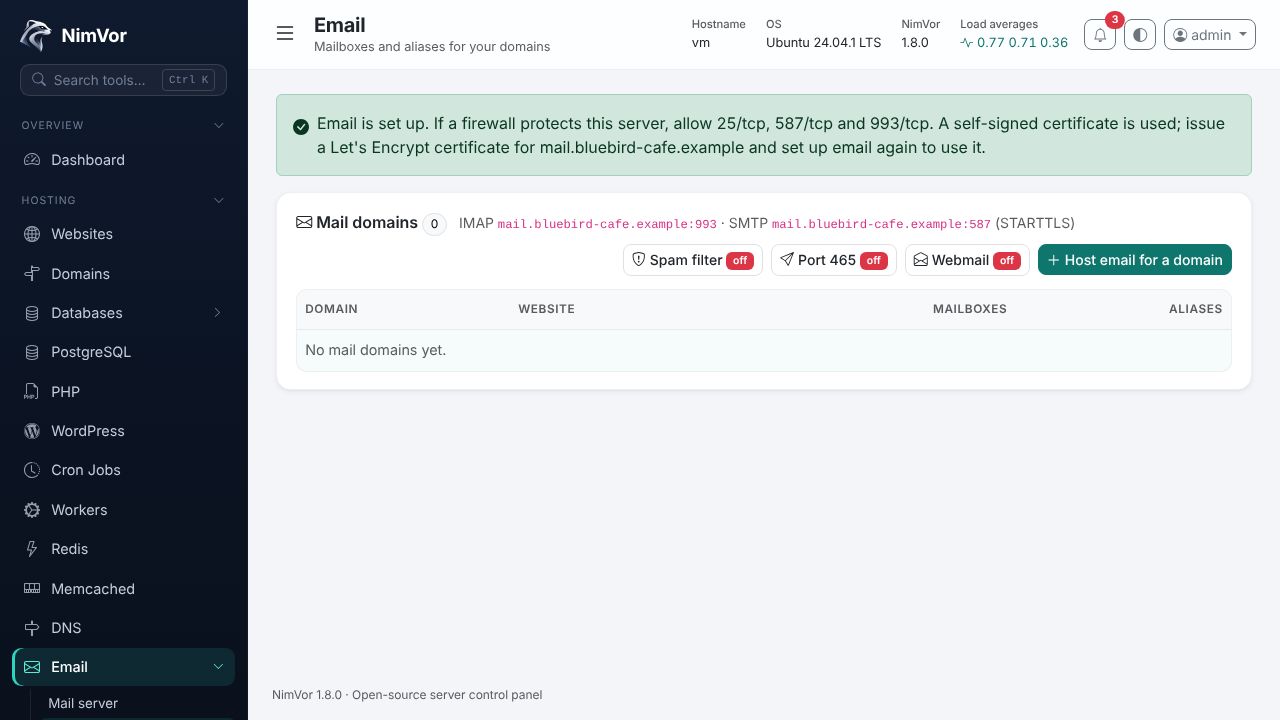 NimVor
Search tools... Ctrl K
OVERVIEW
Dashboard
HOSTING
Websites
Domains
Databases
PostgreSQL
PHP
WordPress
Cron Jobs
Workers
Redis
Memcached
DNS
Email
Mail server
Email
Mailboxes and aliases for your domains
Hostname
vm
OS
Ubuntu 24.04.1 LTS
NimVor
1.8.0
Load averages
0.77 0.71 0.36
3
admin
Email is set up. If a firewall protects this server, allow 25/tcp, 587/tcp and 993/tcp. A self-signed certificate is used; issue
a Let's Encrypt certificate for mail.bluebird-cafe.example and set up email again to use it.
Mail domains 0 IMAP mail.bluebird-cafe.example:993 · SMTP mail.bluebird-cafe.example:587 (STARTTLS)
Spam filter off Port 465 off Webmail off + Host email for a domain
DOMAIN WEBSITE MAILBOXES ALIASES
No mail domains yet.
NimVor 1.8.0 · Open-source server control panel